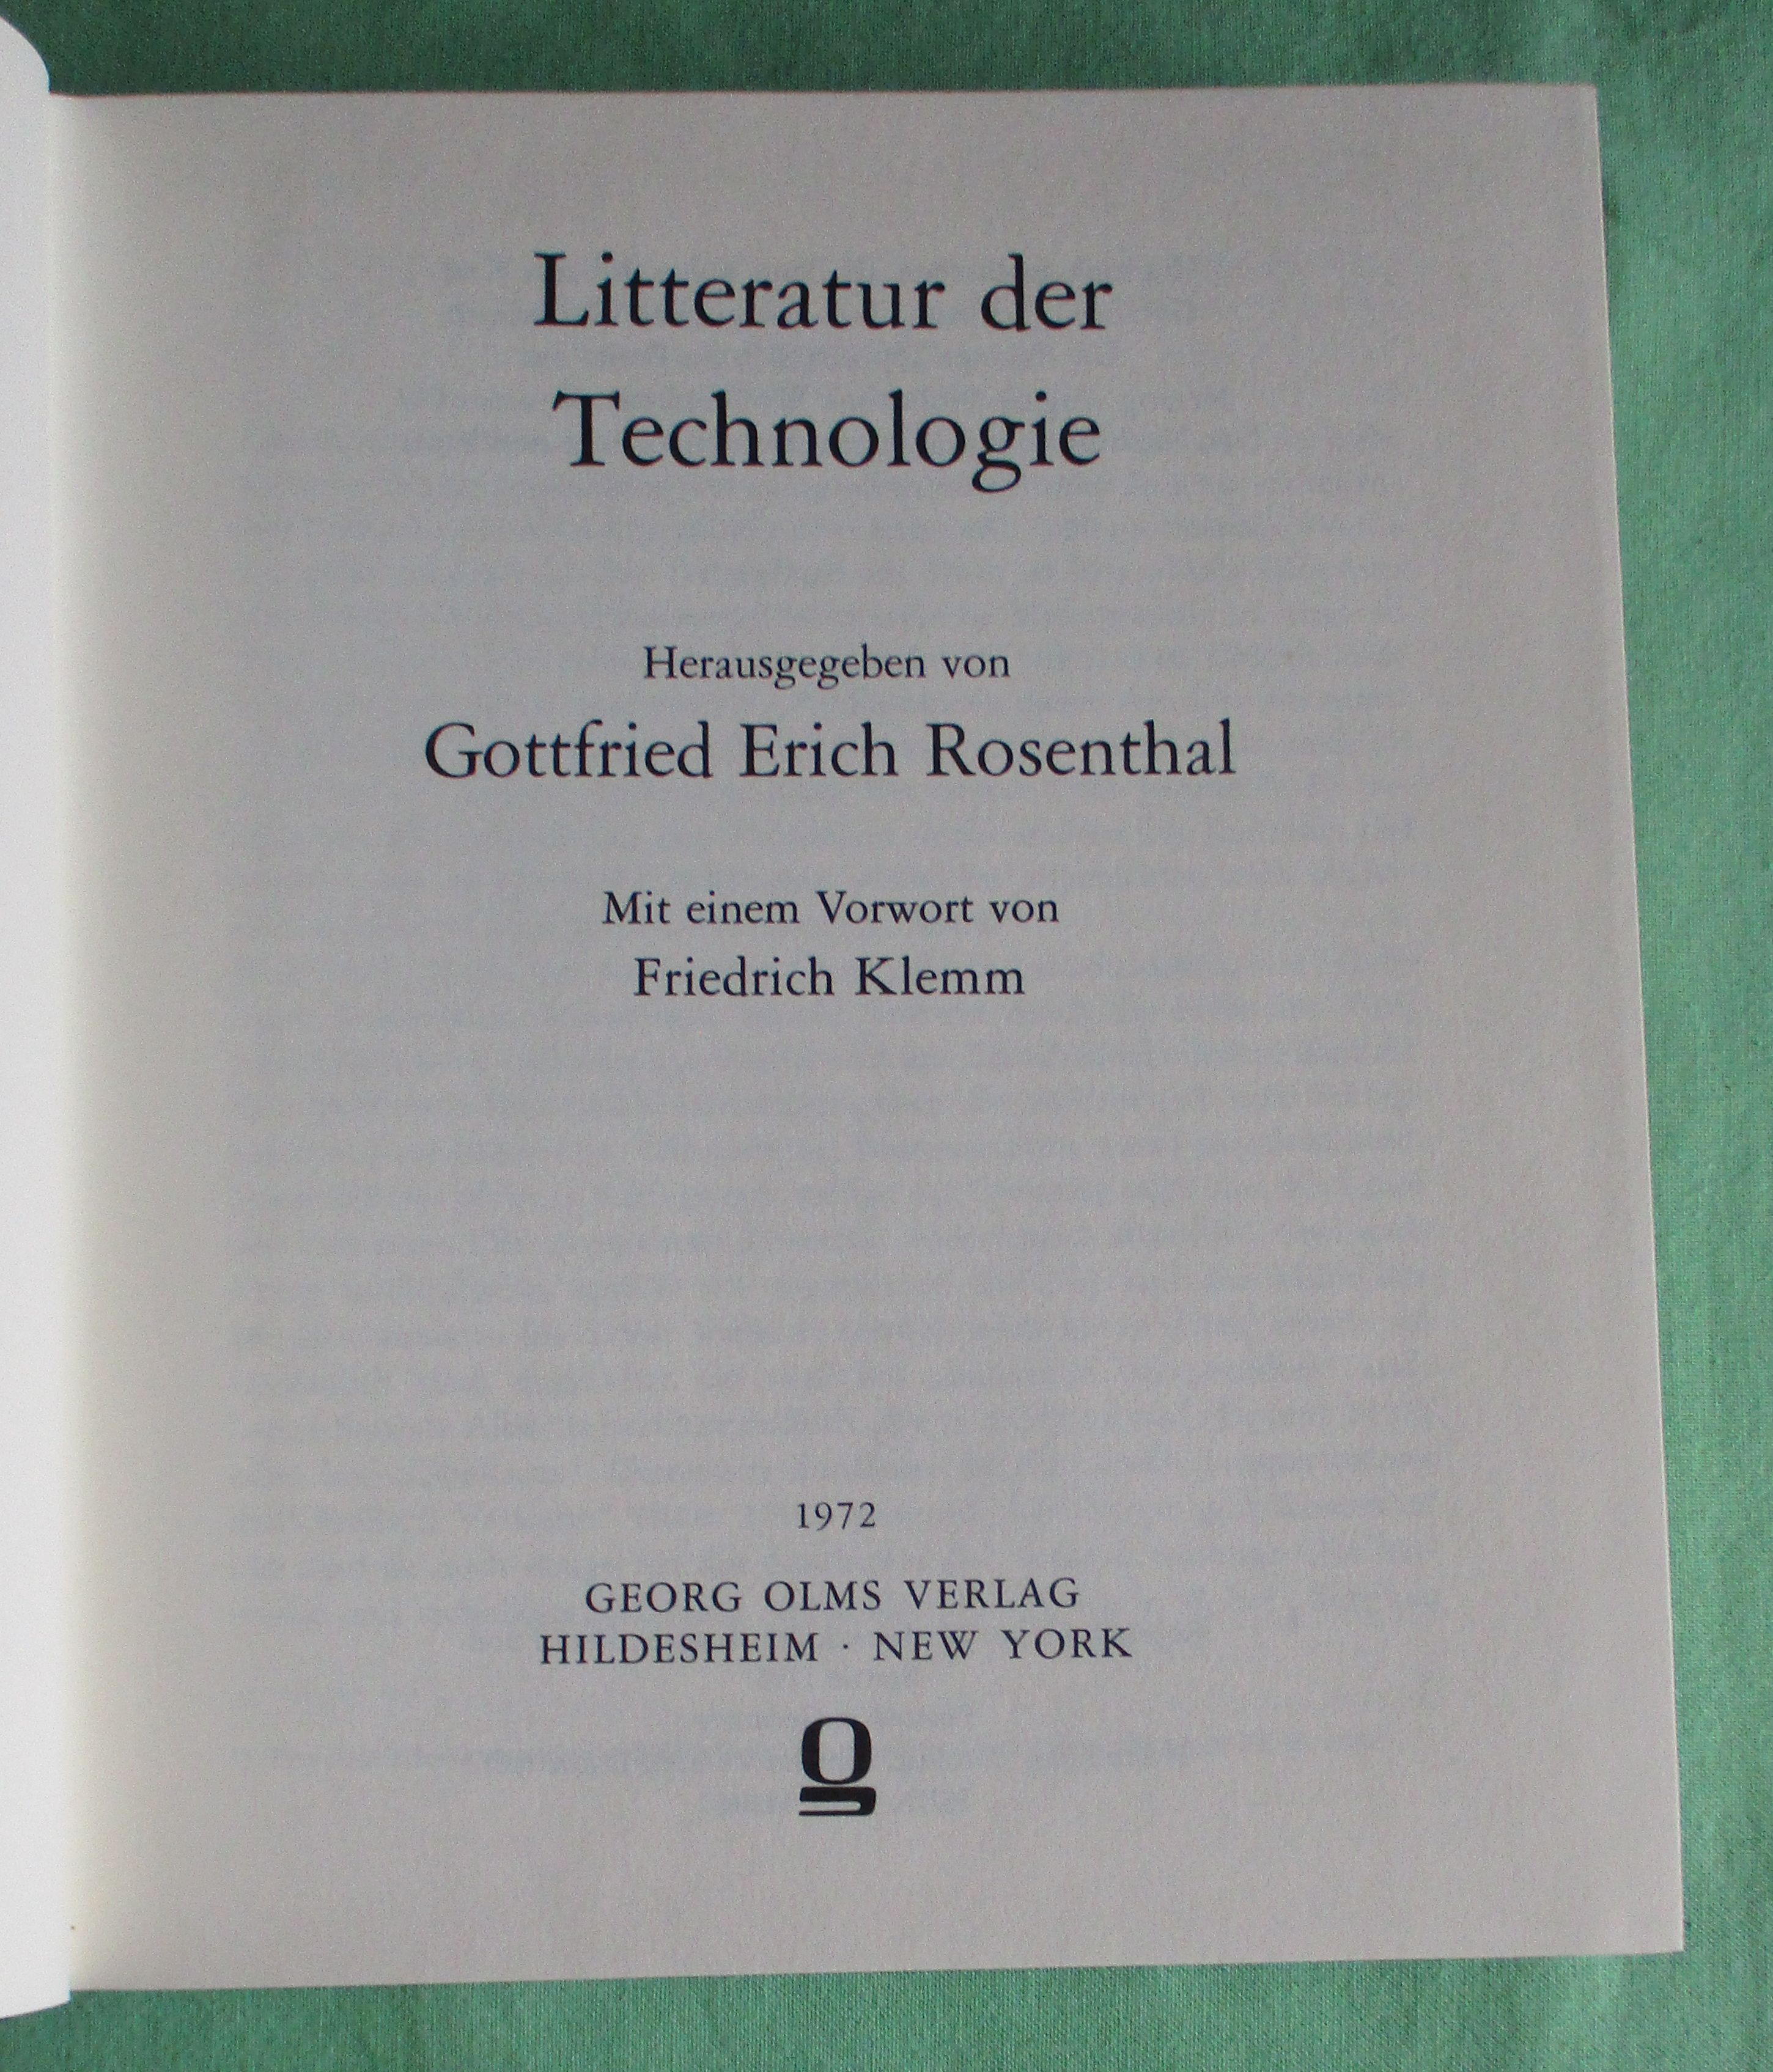 Litteratur der
Technologie
Herausgegeben von
Gottfried Erich Rosenthal
Mit einem Vorwort von
Friedrich Klemm
1972
GEORG OLMS VERLAG
HILDESHEIM · NEW YORK